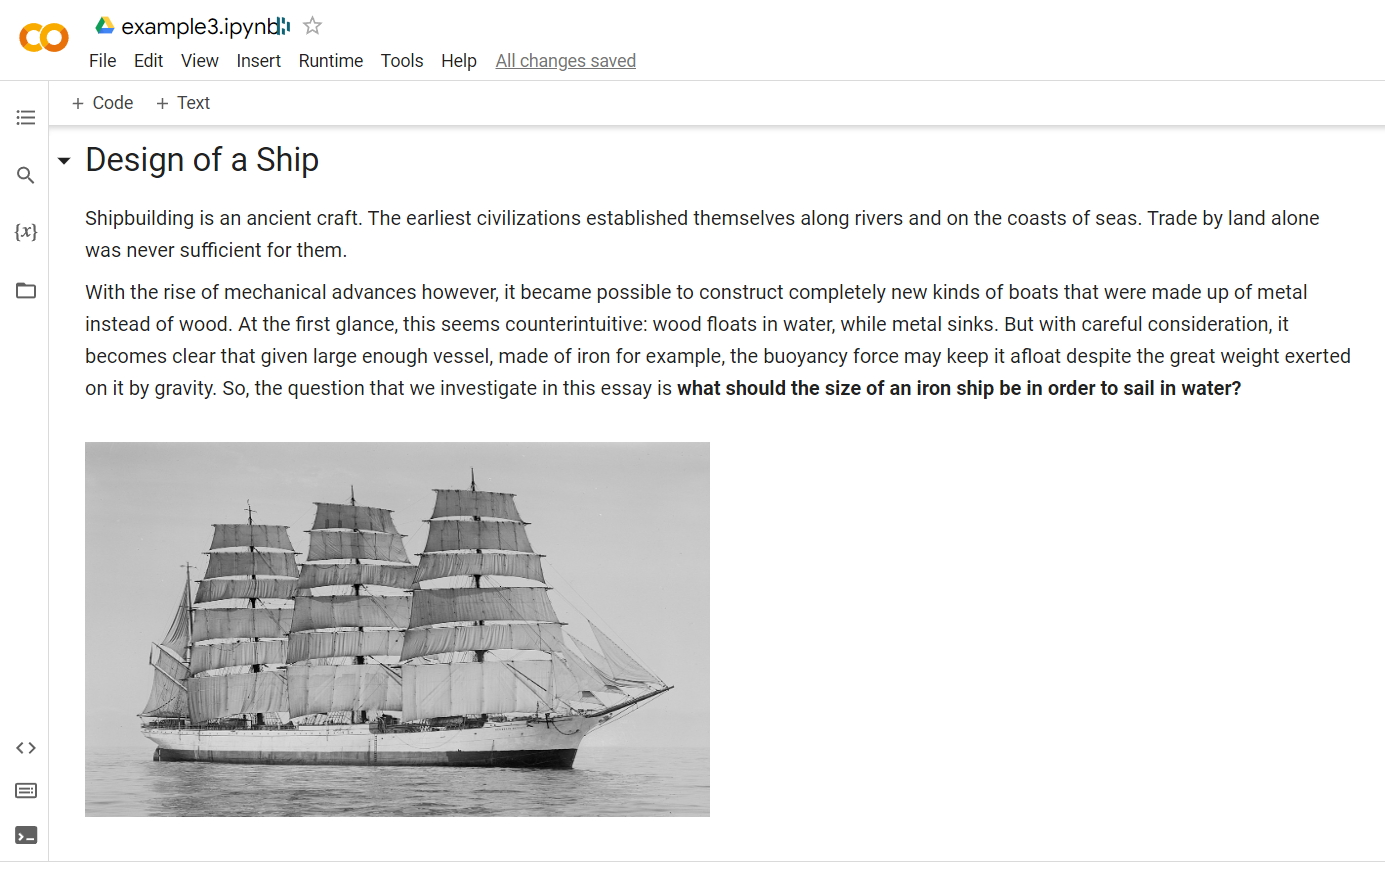 example3.ipynb
File Edit View Insert Runtime Tools Help All changes saved
+ Code + Text
Design of a Ship
Shipbuilding is an ancient craft. The earliest civilizations established themselves along rivers and on the coasts of seas. Trade by land alone
was never sufficient for them.
With the rise of mechanical advances however, it became possible to construct completely new kinds of boats that were made up of metal
instead of wood. At the first glance, this seems counterintuitive: wood floats in water, while metal sinks. But with careful consideration, it
becomes clear that given large enough vessel, made of iron for example, the buoyancy force may keep it afloat despite the great weight exerted
on it by gravity. So, the question that we investigate in this essay is what should the size of an iron ship be in order to sail in water?